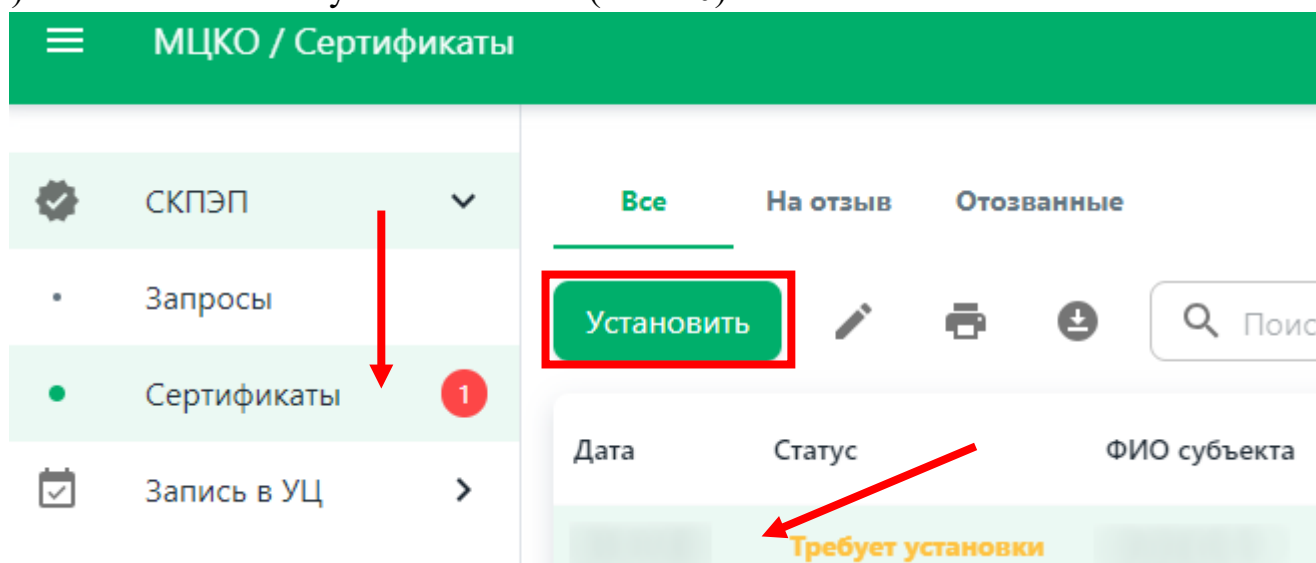 МЦКО / Сертификаты
СКПЭП
Запросы
Сертификаты 1
Запись в УЦ
Все На отзыв Отозванные
Установить Поис
Дата Статус ФИО субъекта
Требует установки